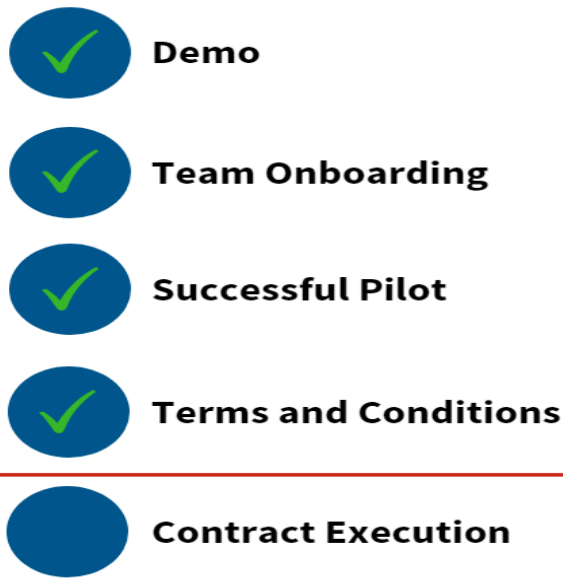 Demo
Team Onboarding
Successful Pilot
Terms and Conditions
Contract Execution